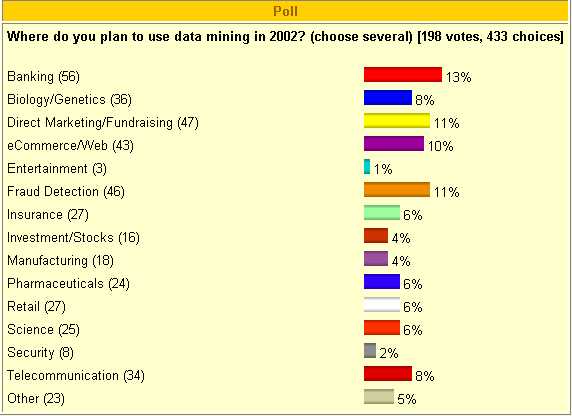 Poll
Where do you plan to use data mining in 2002? (choose several) [198 votes, 433 choices]
Banking (56) 13%
Biology/Genetics (36) 8%
Direct Marketing/Fundraising (47) 11%
eCommerce/Web (43) 10%
Entertainment (3) 1%
Fraud Detection (46) 11%
Insurance (27) 6%
Investment/Stocks (16) 4%
Manufacturing (18) 4%
Pharmaceuticals (24) 6%
Retail (27) 6%
Science (25) 6%
Security (8) 2%
Telecommunication (34) 8%
Other (23) 5%